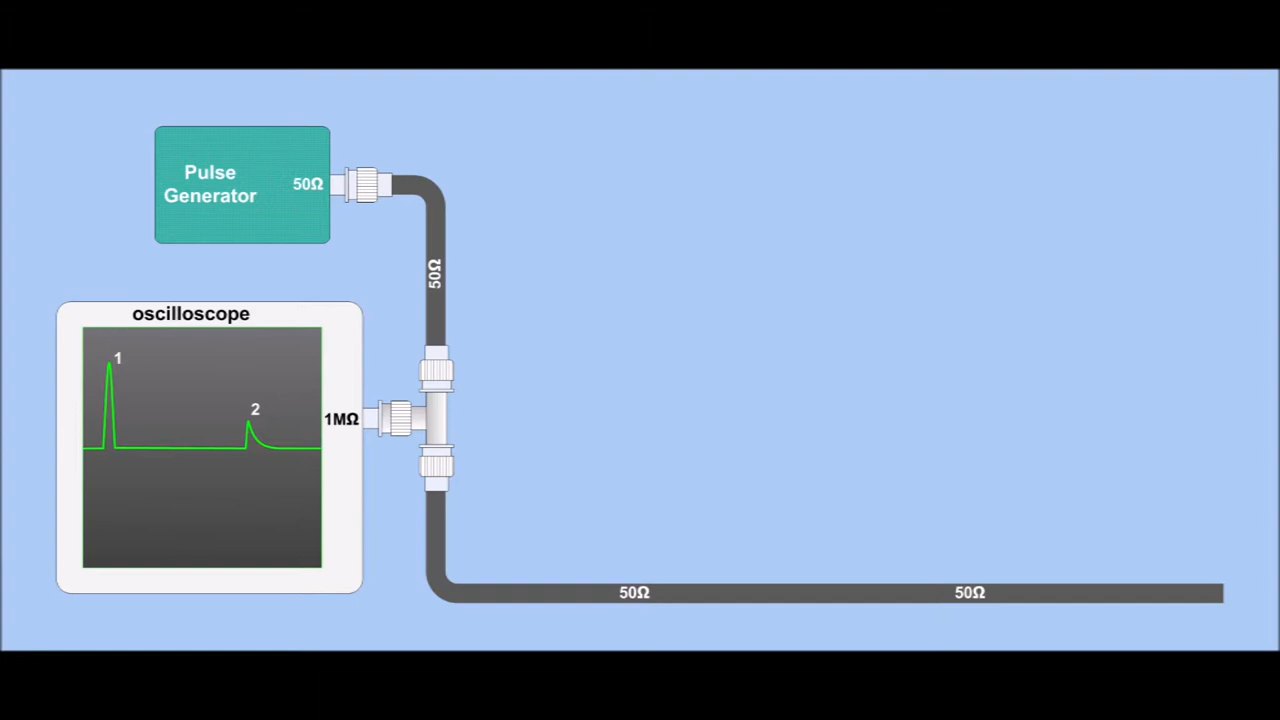 Pulse
Generator
50Ω
50Ω
oscilloscope
1
2
1MΩ
50Ω
50Ω